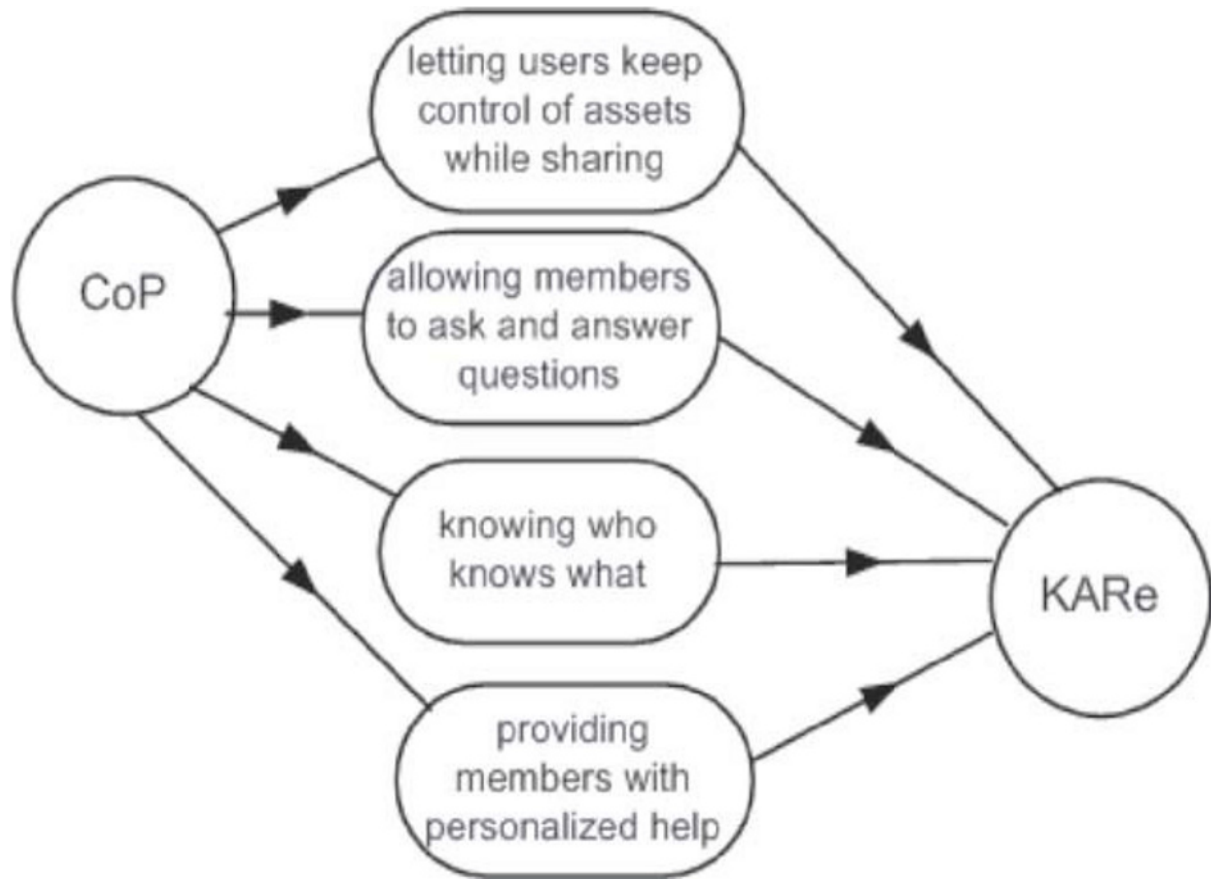 letting users keep
control of assets
while sharing
CoP
allowing members
to ask and answer
questions
knowing who
knows what
KARe
providing
members with
personalized help